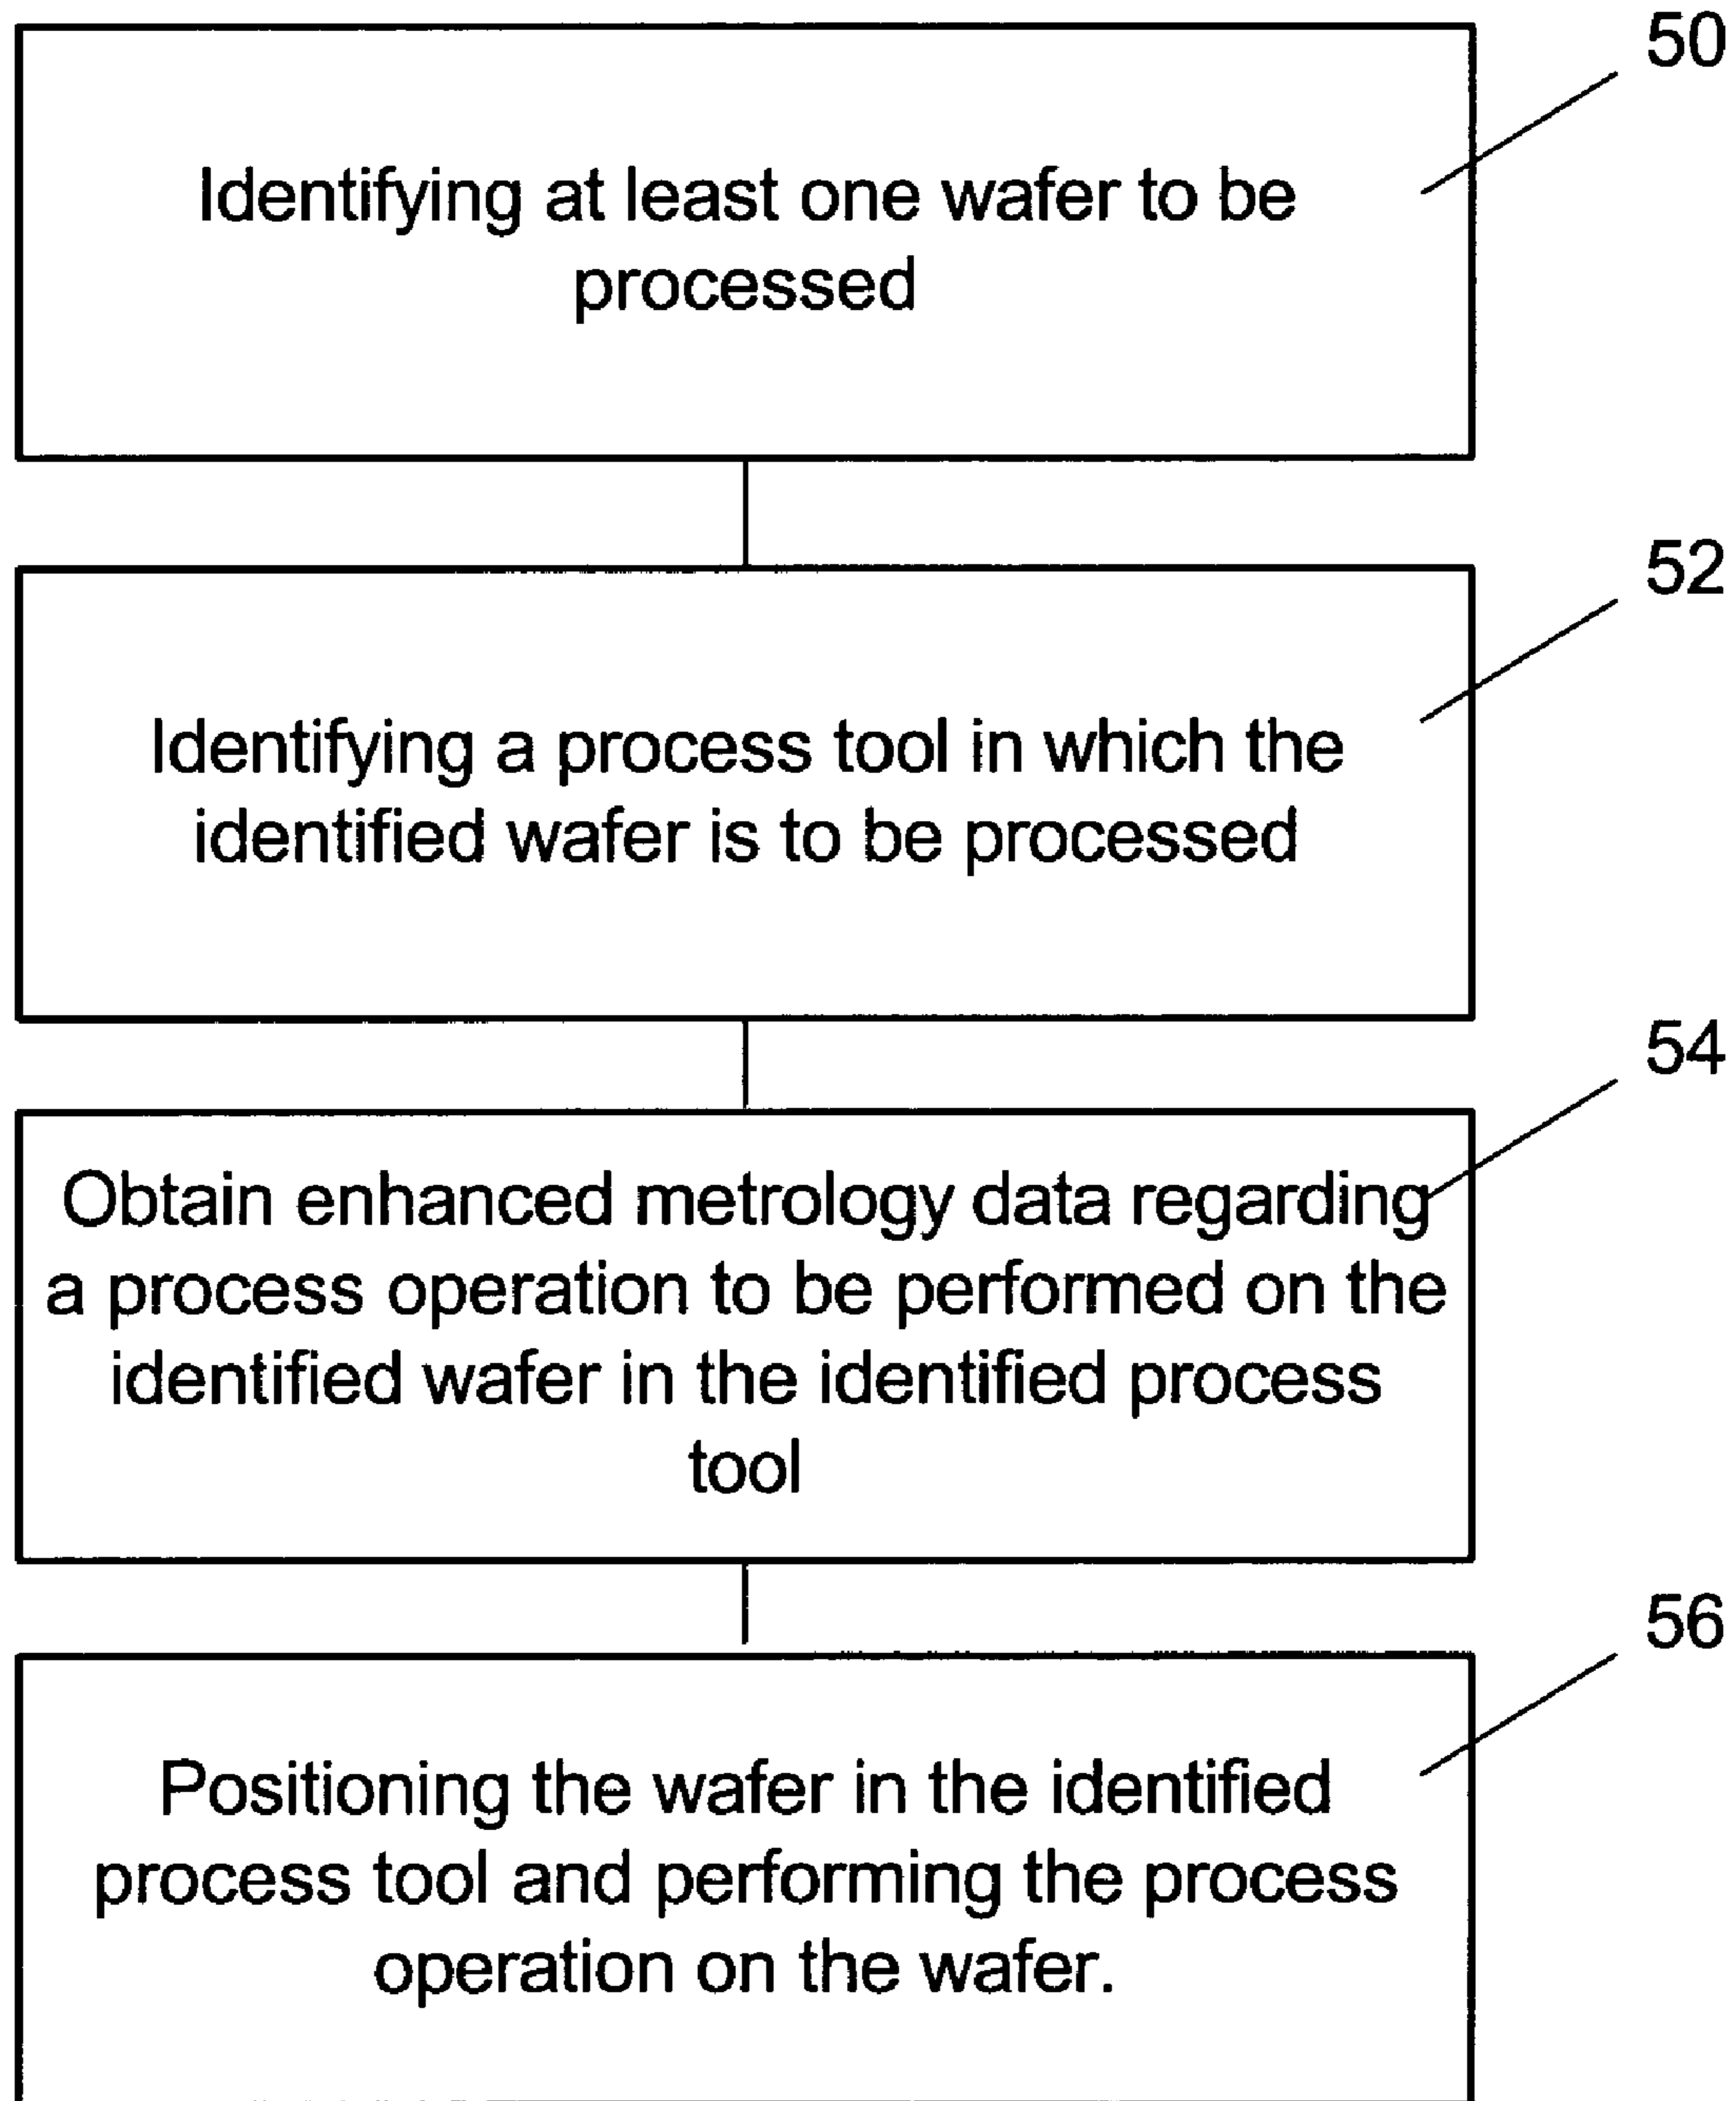 50
Identifying at least one wafer to be
processed
52
Identifying a process tool in which the
identified wafer is to be processed
54
Obtain enhanced metrology data regarding
a process operation to be performed on the
identified wafer in the identified process
tool
56
Positioning the wafer in the identified
process tool and performing the process
operation on the wafer.